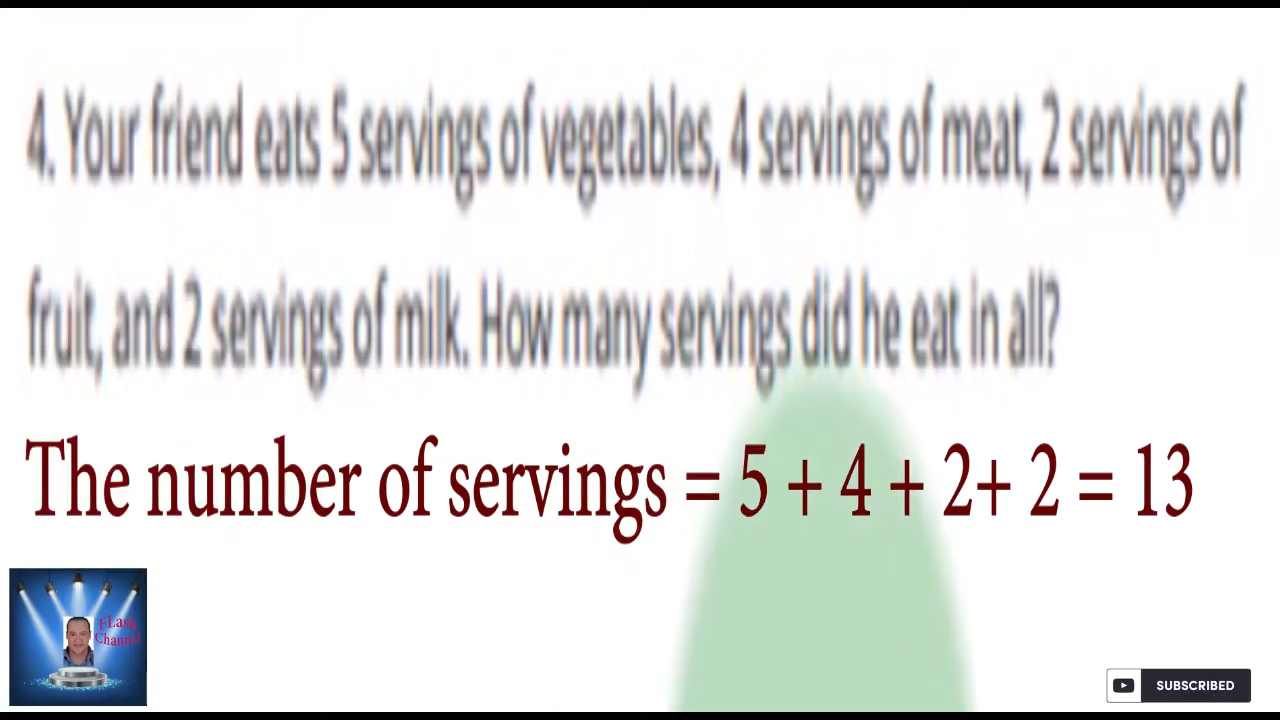 4. Your friend eats 5 servings of vegetables, 4 servings of meat, 2 servings of
fruit, and 2 servings of milk. How many servings did he eat in all?
The number of servings = 5 + 4 + 2+ 2 = 13
FLash
Channel
SUBSCRIBED